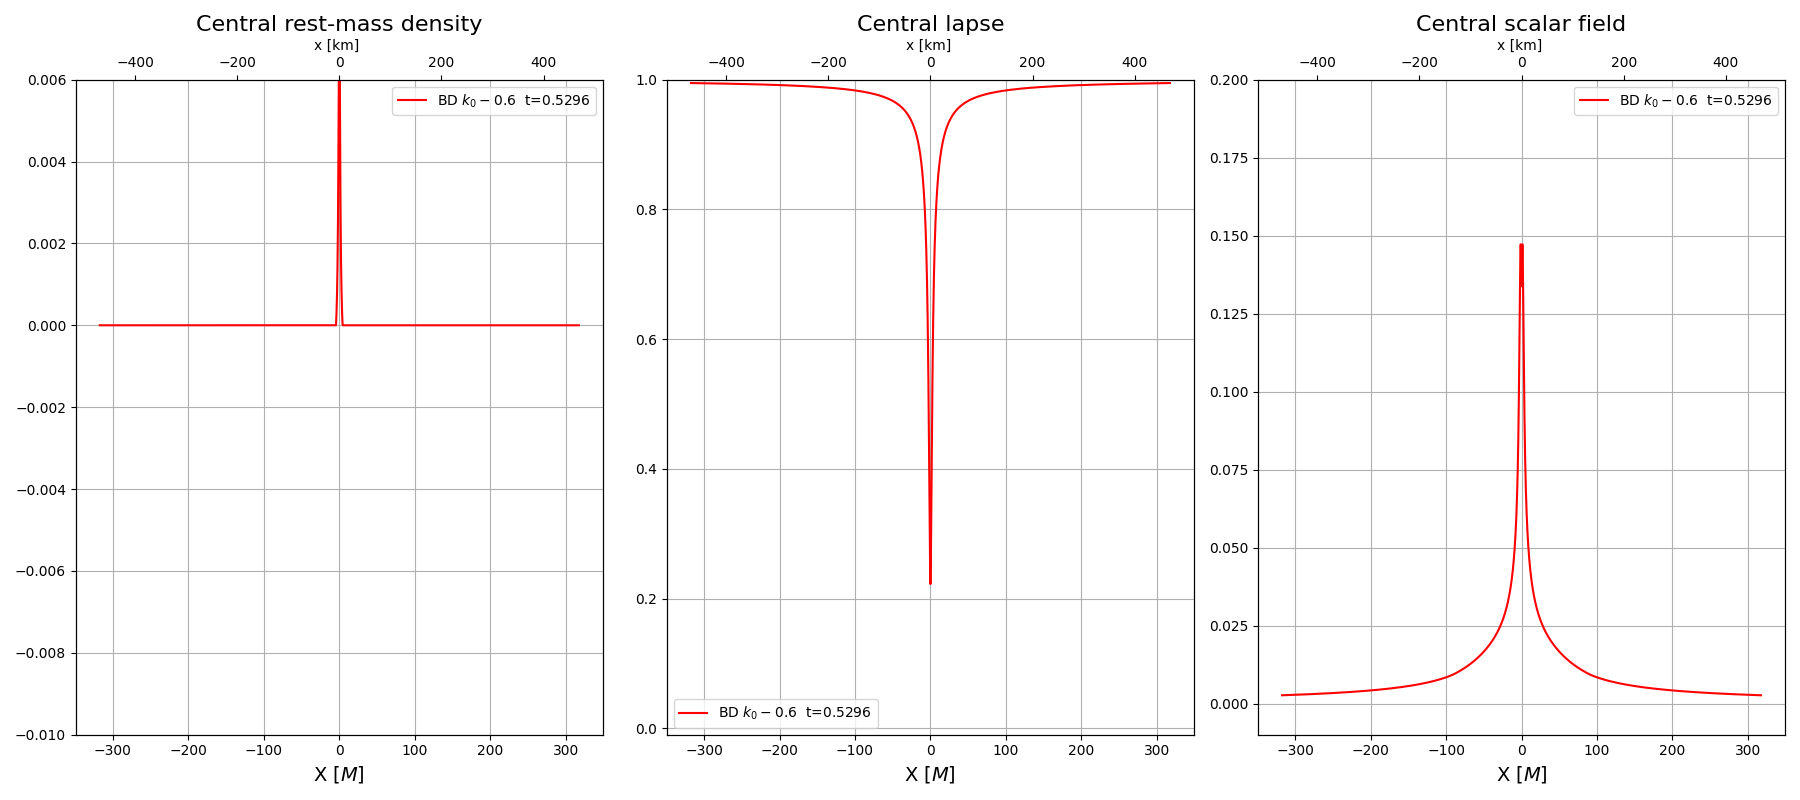 Central rest-mass density
x [km]
−400 −200 0 200 400
0.006
0.004
0.002
0.000
−0.002
−0.004
−0.006
−0.008
−0.010
BD k₀ − 0.6 t=0.5296
−300 −200 −100 0 100 200 300
X [M]
Central lapse
x [km]
−400 −200 0 200 400
1.0
0.8
0.6
0.4
0.2
0.0
BD k₀ − 0.6 t=0.5296
−300 −200 −100 0 100 200 300
X [M]
Central scalar field
x [km]
−400 −200 0 200 400
0.200
0.175
0.150
0.125
0.100
0.075
0.050
0.025
0.000
BD k₀ − 0.6 t=0.5296
−300 −200 −100 0 100 200 300
X [M]